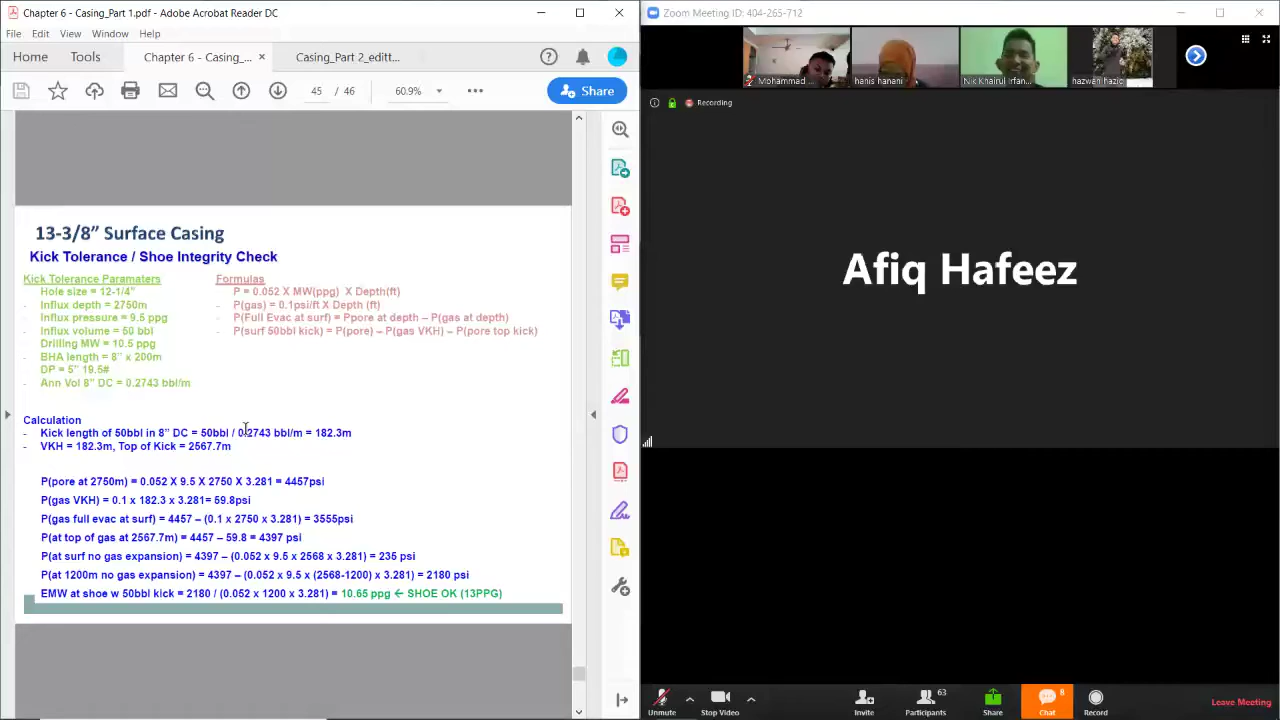 Chapter 6 - Casing_Part 1.pdf - Adobe Acrobat Reader DC
File Edit View Window Help
Home Tools Chapter 6 - Casing_... × Casing_Part 2_editt...
45 / 46 60.9% Share
13-3/8” Surface Casing
Kick Tolerance / Shoe Integrity Check
Kick Tolerance Paramaters
- Hole size = 12-1/4”
- Influx depth = 2750m
- Influx pressure = 9.5 ppg
- Influx volume = 50 bbl
- Drilling MW = 10.5 ppg
- BHA length = 8” x 200m
- DP = 5” 19.5#
- Ann Vol 8” DC = 0.2743 bbl/m
Formulas
- P = 0.052 X MW(ppg) X Depth(ft)
- P(gas) = 0.1psi/ft X Depth (ft)
- P(Full Evac at surf) = Ppore at depth – P(gas at depth)
- P(surf 50bbl kick) = P(pore) – P(gas VKH) – P(pore top kick)
Calculation
- Kick length of 50bbl in 8” DC = 50bbl / 0.2743 bbl/m = 182.3m
- VKH = 182.3m, Top of Kick = 2567.7m
P(pore at 2750m) = 0.052 X 9.5 X 2750 X 3.281 = 4457psi
P(gas VKH) = 0.1 x 182.3 x 3.281= 59.8psi
P(gas full evac at surf) = 4457 – (0.1 x 2750 x 3.281) = 3555psi
P(at top of gas at 2567.7m) = 4457 – 59.8 = 4397 psi
P(at surf no gas expansion) = 4397 – (0.052 x 9.5 x 2568 x 3.281) = 235 psi
P(at 1200m no gas expansion) = 4397 – (0.052 x 9.5 x (2568-1200) x 3.281) = 2180 psi
EMW at shoe w 50bbl kick = 2180 / (0.052 x 1200 x 3.281) = 10.65 ppg ← SHOE OK (13PPG)
Zoom Meeting ID: 404-265-712
Mohammad ... hanis hanani Nik Khairul Irfan... hazwan haziq
Recording
Afiq Hafeez
Unmute Stop Video Invite Participants 63 Share Chat 8 Record Leave Meeting